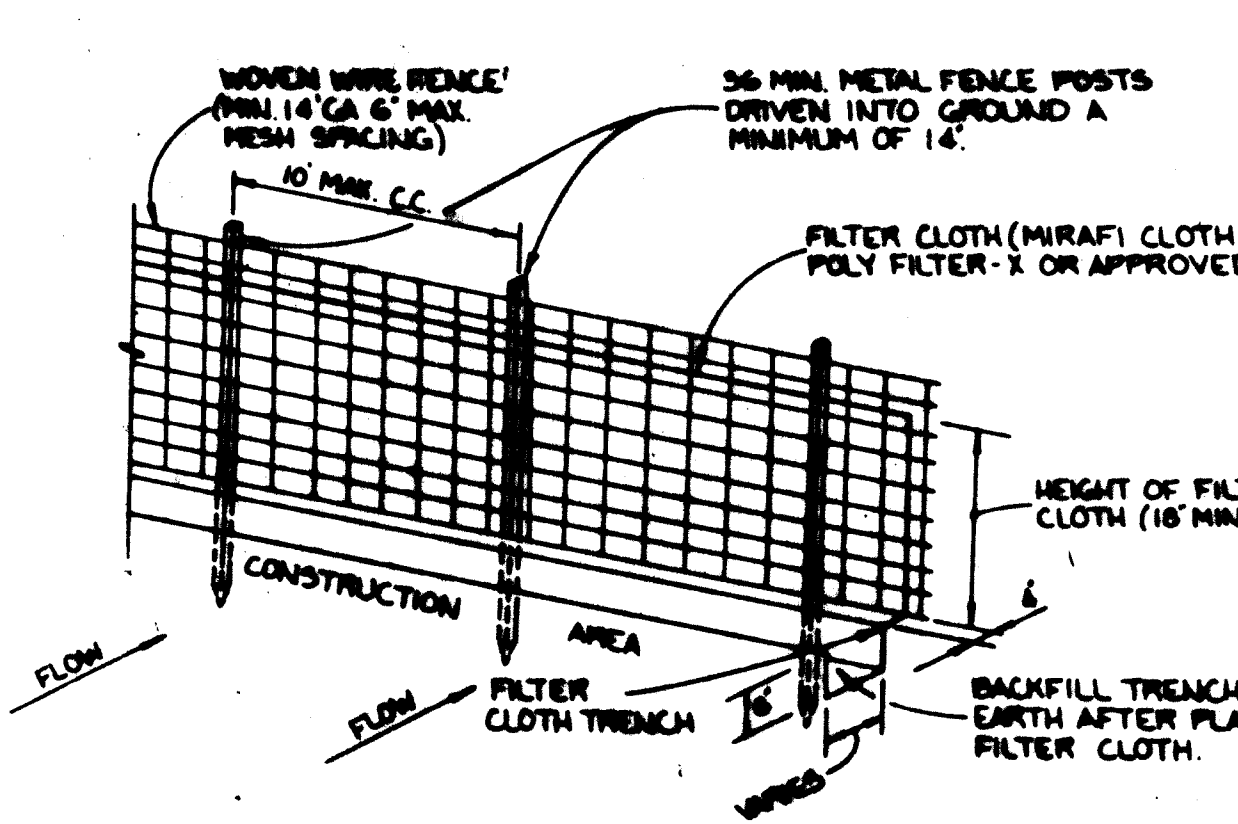 WOVEN WIRE FENCE'
(MIN. 14'GA 6" MAX.
MESH SPACING)
36 MIN. METAL FENCE POSTS
DRIVEN INTO GROUND A
MINIMUM OF 14".
10' MAX. C.C.
FILTER CLOTH (MIRAFI CLOTH
POLY FILTER-X OR APPROVE
HEIGHT OF FIL
CLOTH (18" MIN
CONSTRUCTION
AREA
FLOW
FLOW
FILTER
CLOTH TRENCH
VARIES
BACKFILL TRENCH
EARTH AFTER PLA
FILTER CLOTH.